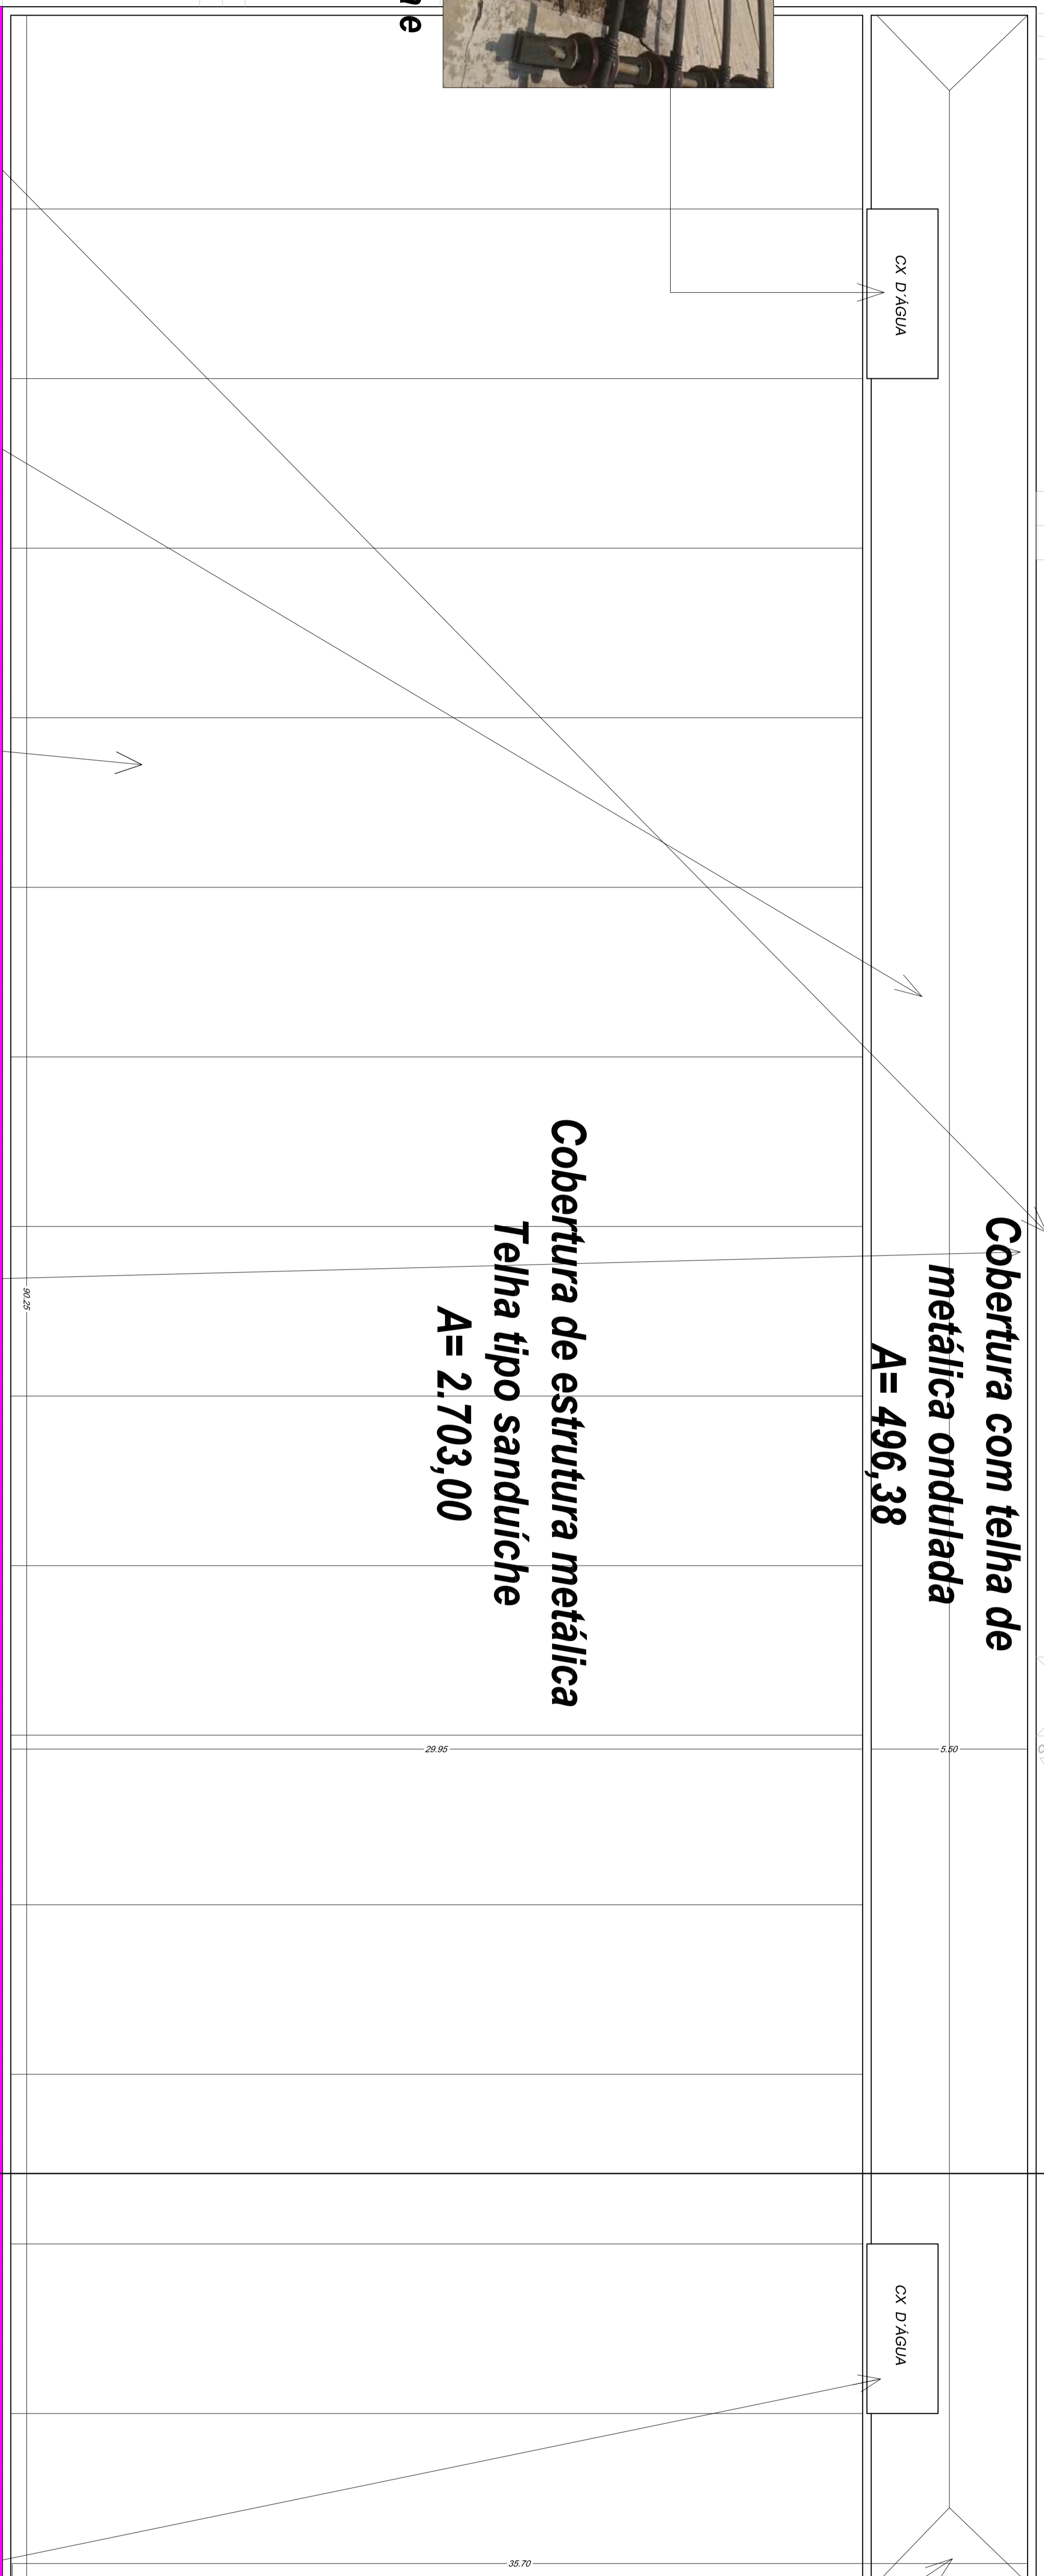 CX D'ÁGUA
Cobertura com telha de
metálica ondulada
A= 496,38
Cobertura de estrutura metálica
Telha tipo sanduíche
A= 2.703,00
90.25
29.95
5.50
CX D'ÁGUA
35.70